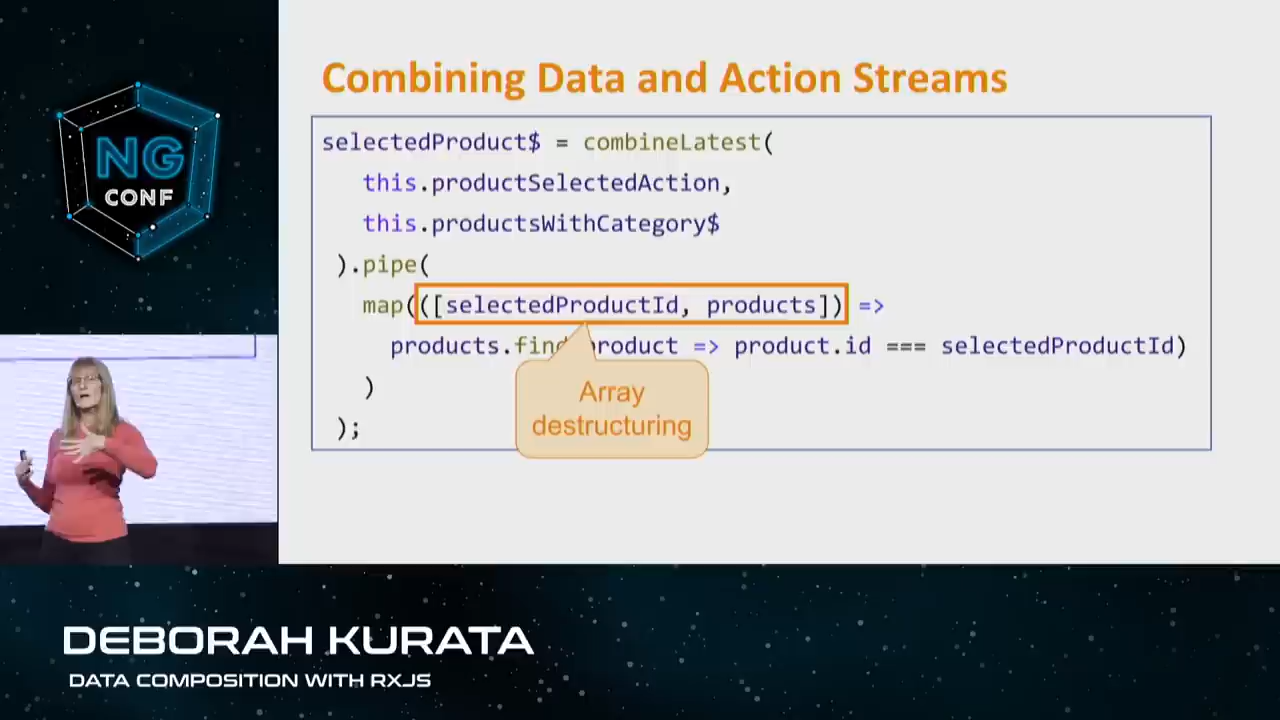 NG
CONF
Combining Data and Action Streams
selectedProduct$ = combineLatest(
this.productSelectedAction,
this.productsWithCategory$
).pipe(
map(([selectedProductId, products]) =>
products.find product => product.id === selectedProductId)
)
);
Array
destructuring
DEBORAH KURATA
DATA COMPOSITION WITH RXJS